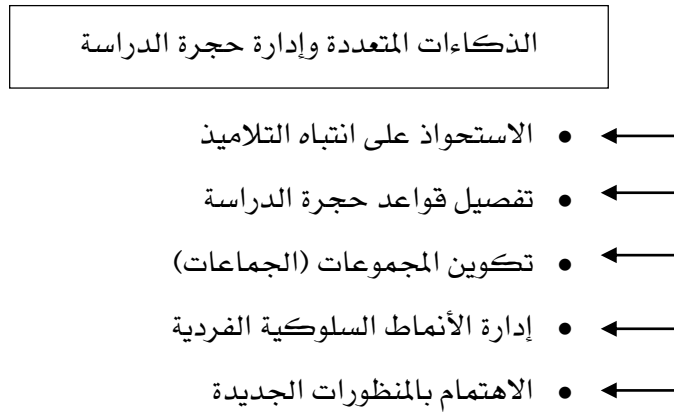 الذكاءات المتعددة وإدارة حجرة الدراسة
• الاستحواذ على انتباه التلاميذ
• تفصيل قواعد حجرة الدراسة
• تكوين المجموعات (الجماعات)
• إدارة الأنماط السلوكية الفردية
• الاهتمام بالمنظورات الجديدة